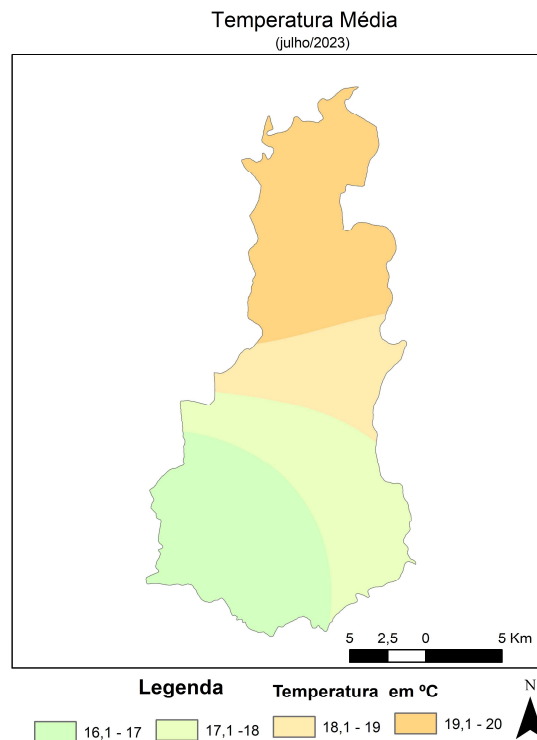 Temperatura Média
(julho/2023)
5 2,5 0 5 Km
Legenda Temperatura em ºC N
16,1 - 17 17,1 -18 18,1 - 19 19,1 - 20